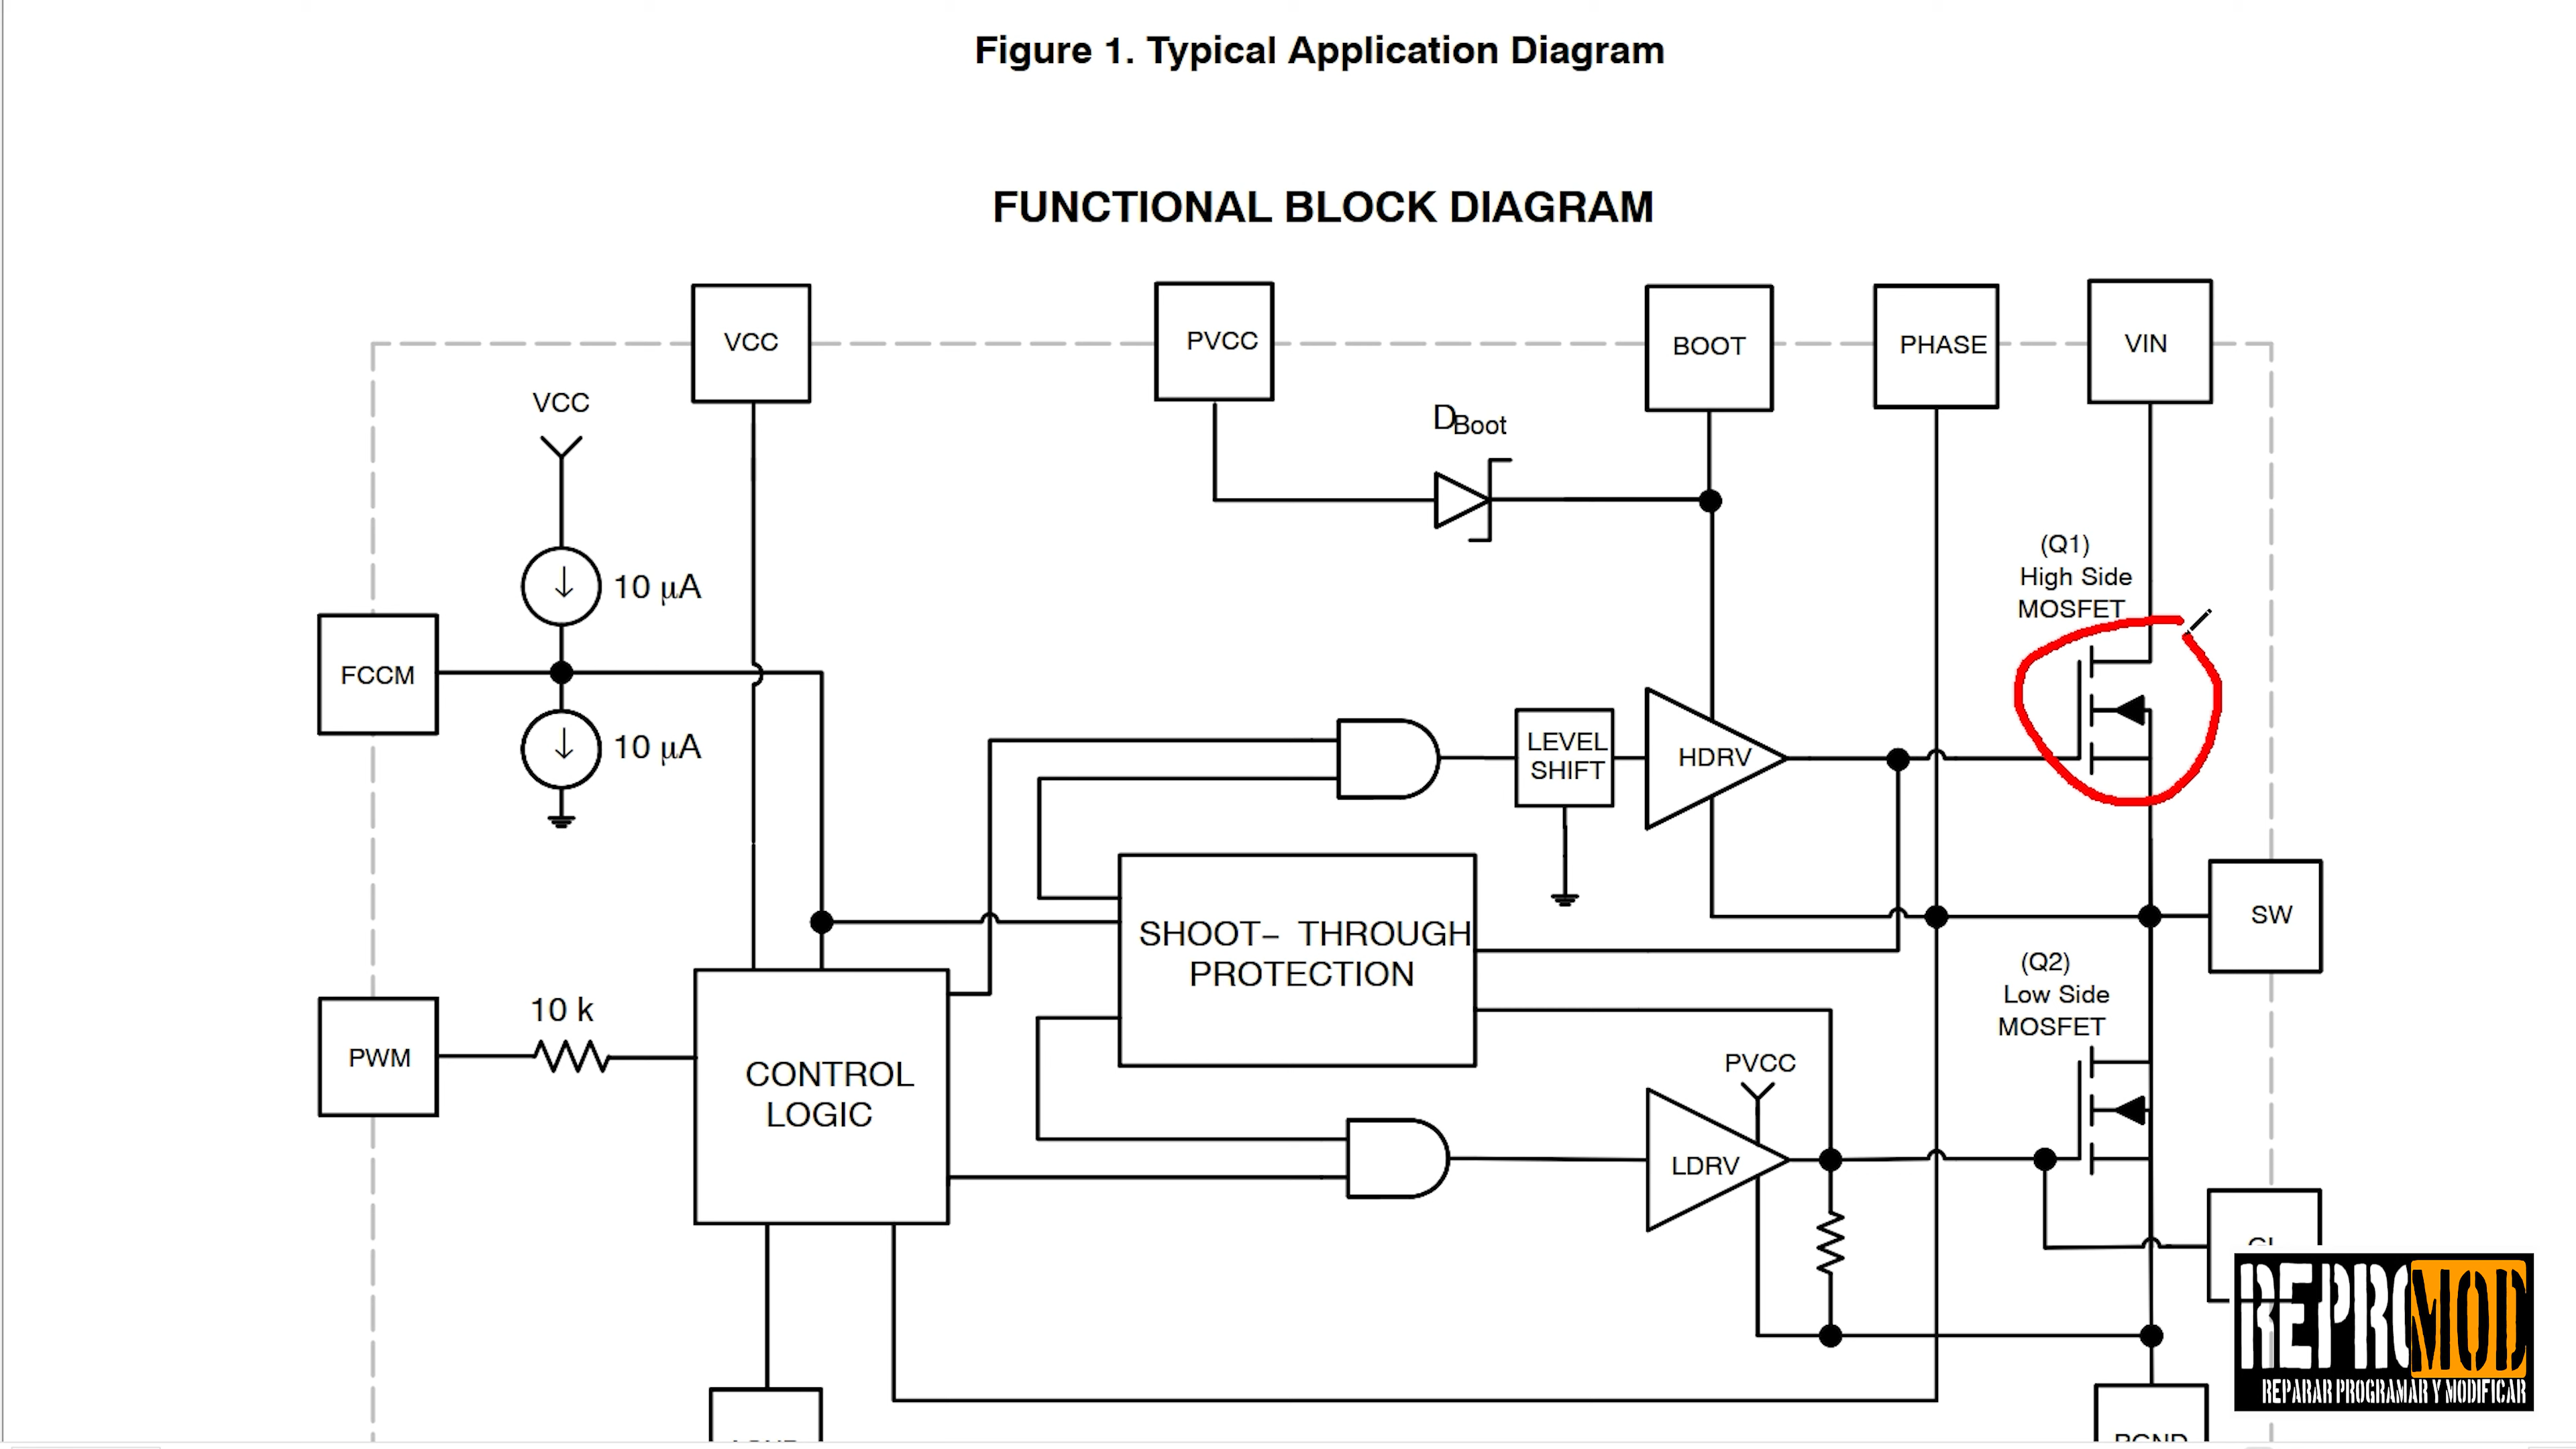 Figure 1. Typical Application Diagram
FUNCTIONAL BLOCK DIAGRAM
VCC
PVCC
BOOT
PHASE
VIN
VCC
DBoot
(Q1)
High Side
MOSFET
10 µA
FCCM
10 µA
LEVEL
SHIFT
HDRV
SW
SHOOT– THROUGH
PROTECTION
(Q2)
Low Side
MOSFET
10 k
PWM
CONTROL
LOGIC
PVCC
LDRV
REPROMOD
REPARAR PROGRAMAR Y MODIFICAR